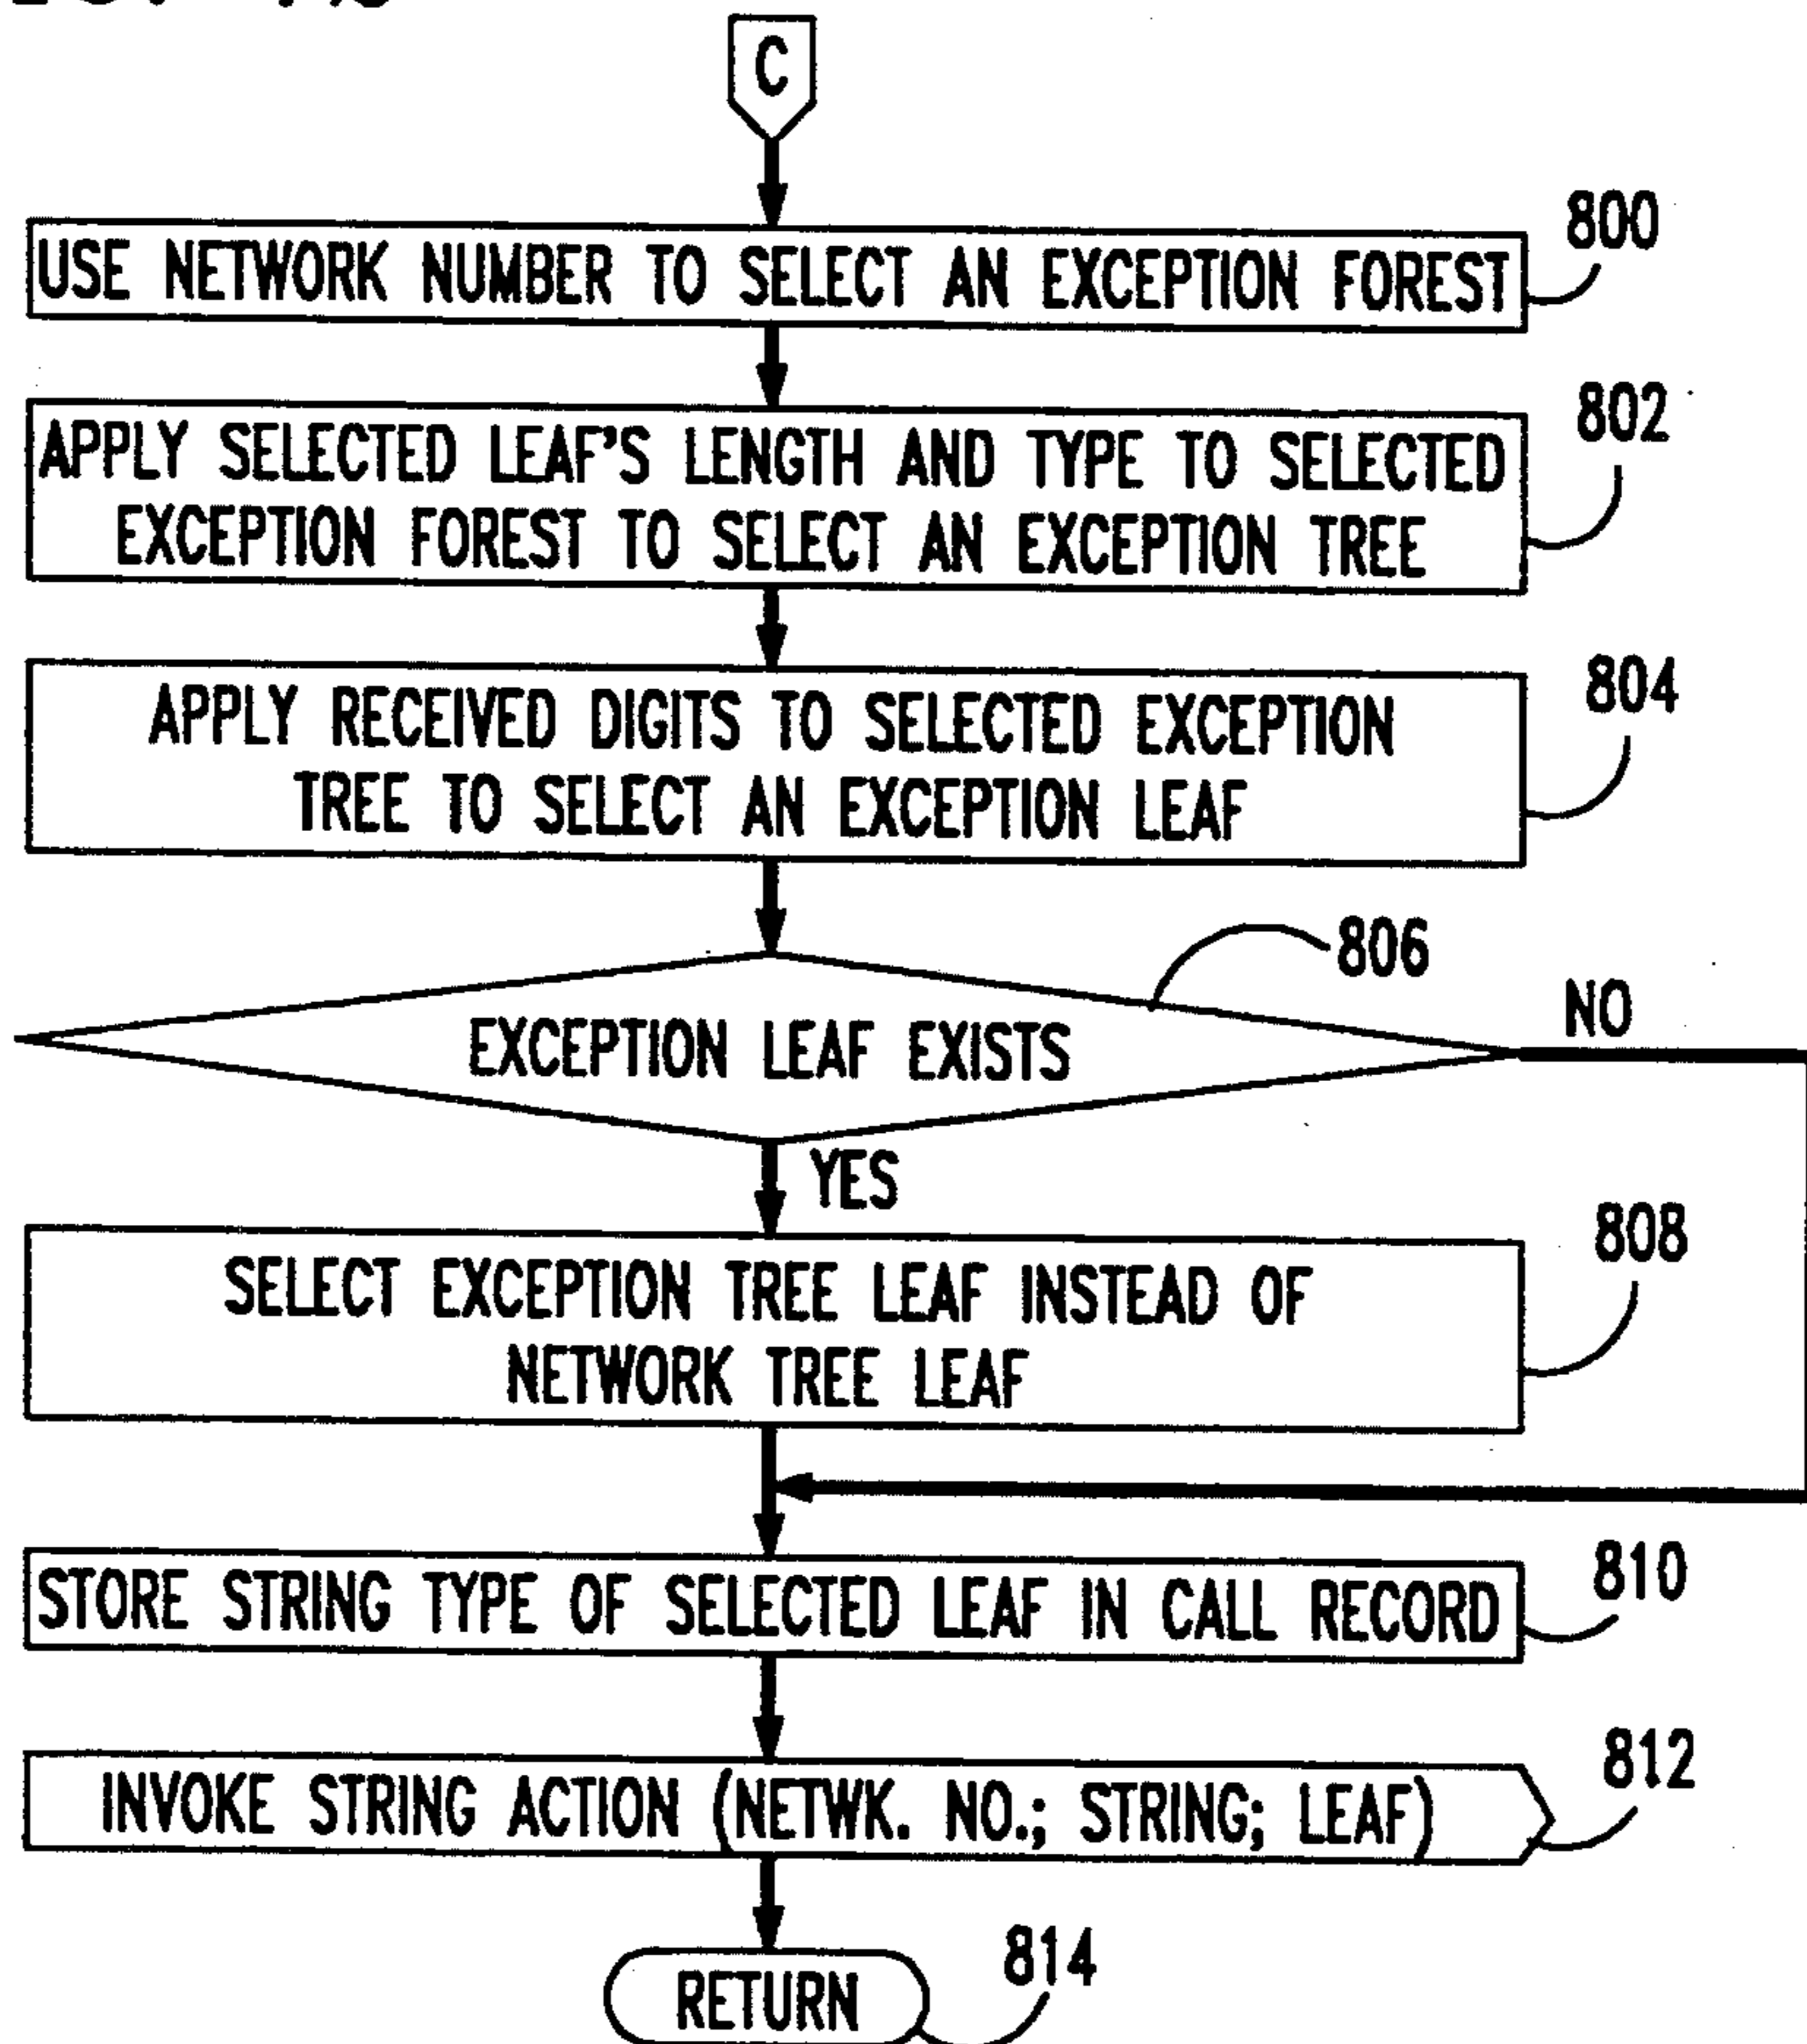 C
USE NETWORK NUMBER TO SELECT AN EXCEPTION FOREST
800
APPLY SELECTED LEAF'S LENGTH AND TYPE TO SELECTED
EXCEPTION FOREST TO SELECT AN EXCEPTION TREE
802
APPLY RECEIVED DIGITS TO SELECTED EXCEPTION
TREE TO SELECT AN EXCEPTION LEAF
804
806
EXCEPTION LEAF EXISTS
NO
YES
SELECT EXCEPTION TREE LEAF INSTEAD OF
NETWORK TREE LEAF
808
STORE STRING TYPE OF SELECTED LEAF IN CALL RECORD
810
INVOKE STRING ACTION (NETWK. NO.; STRING; LEAF)
812
RETURN
814